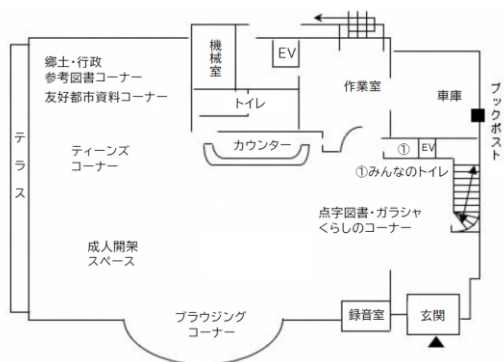 郷土・行政
参考図書コーナー
友好都市資料コーナー
機械室
EV
トイレ
作業室
車庫
ブックポスト
テラス
ティーンズ
コーナー
カウンター
①
EV
①みんなのトイレ
点字図書・ガラシャ
くらしのコーナー
成人開架
スペース
ブラウジング
コーナー
録音室
玄関